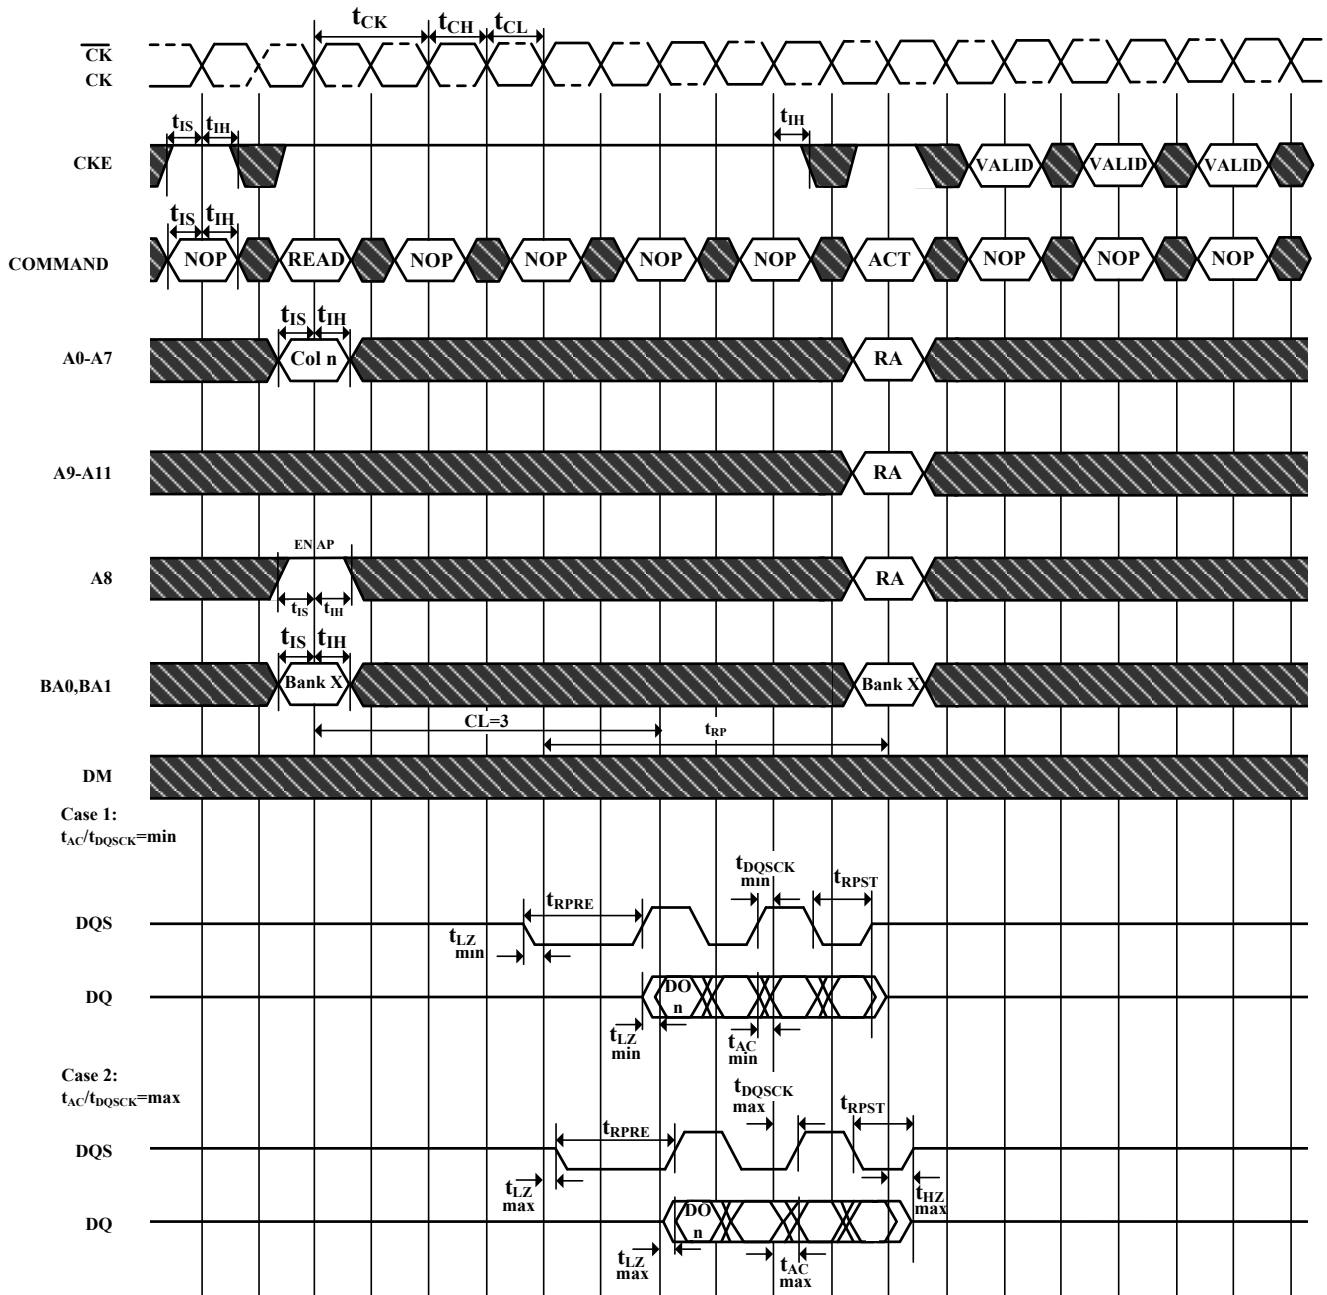 tCK tCH tCL
CK
CK
tIS tIH tIH
CKE VALID VALID VALID
tIS tIH
COMMAND NOP READ NOP NOP NOP NOP ACT NOP NOP NOP
tIS tIH
A0-A7 Col n RA
A9-A11 RA
EN AP
A8 RA
tIS tIH
tIS tIH
BA0,BA1 Bank X Bank X
CL=3 tRP
DM
Case 1:
tAC/tDQSCK=min
tDQSCK
min
tRPST
tRPRE
DQS
tLZ
min
DQ DO
n
tLZ
min
tAC
min
Case 2:
tAC/tDQSCK=max
tDQSCK
max
tRPST
tRPRE
DQS
tLZ
max
tHZ
max
DQ DO
n
tLZ
max
tAC
max